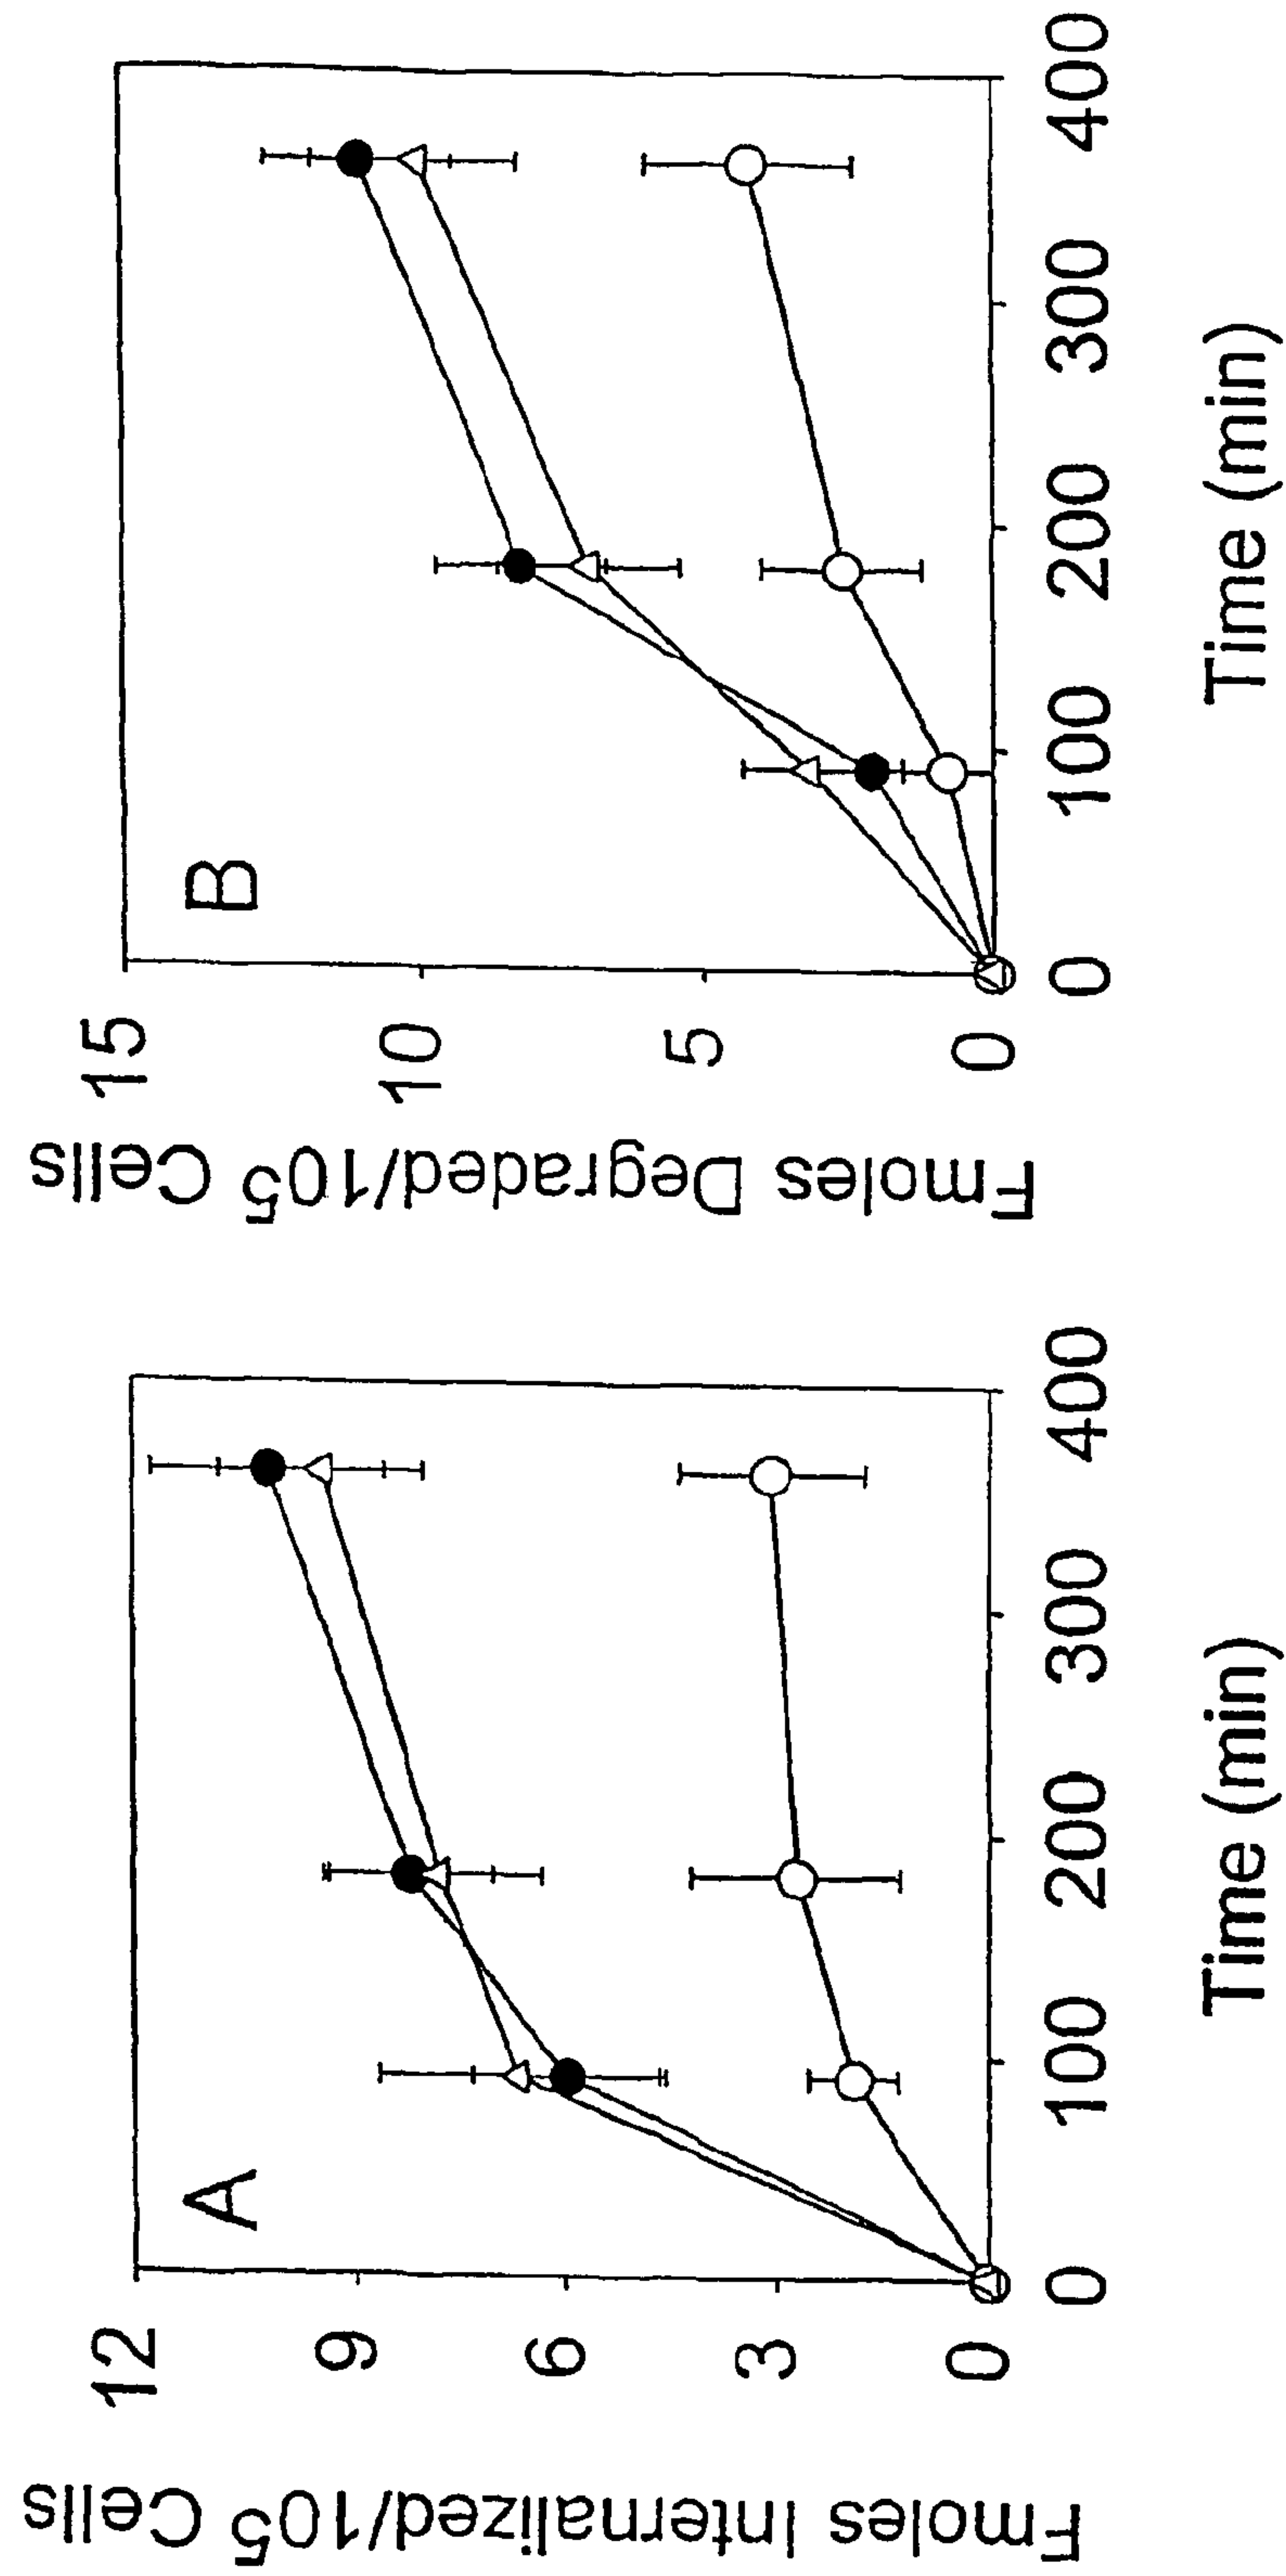 A
Fmoles Internalized/10⁵ Cells
12
9
6
3
0
0 100 200 300 400
Time (min)
B
Fmoles Degraded/10⁵ Cells
15
10
5
0
0 100 200 300 400
Time (min)